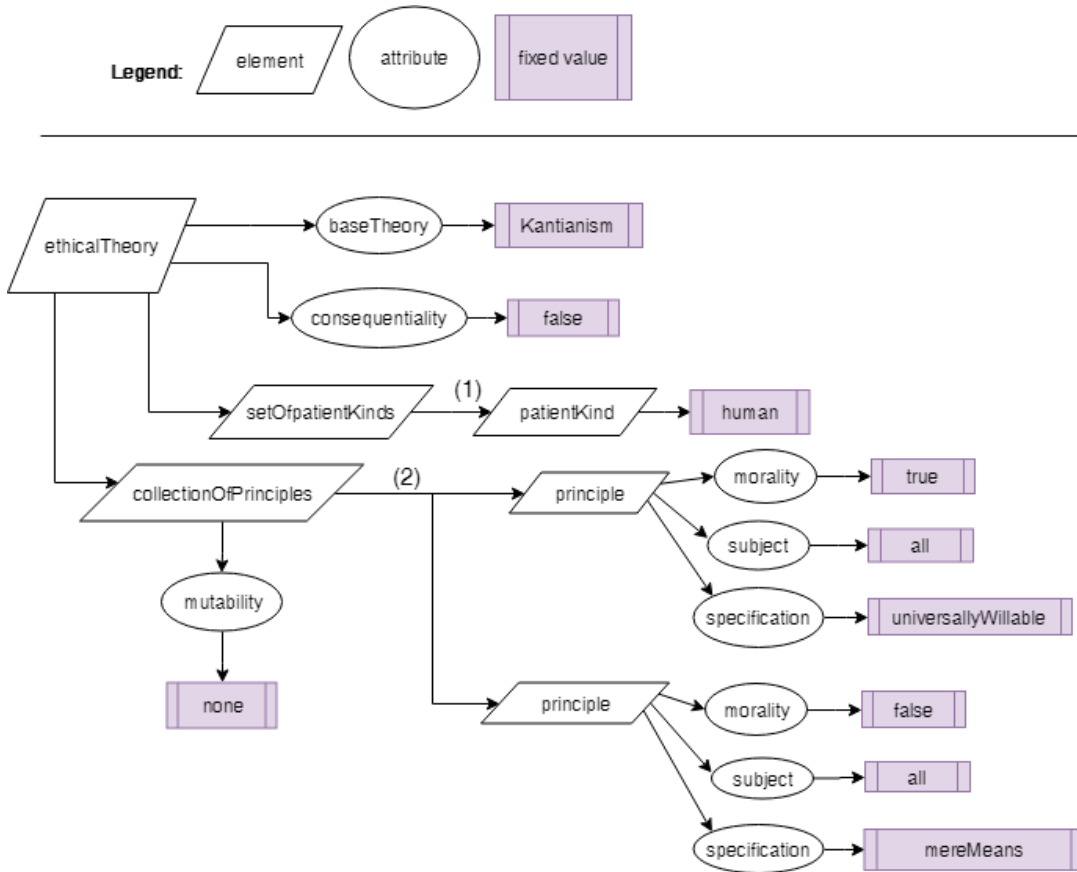 Legend:
element
attribute
fixed value
ethicalTheory
baseTheory
Kantianism
consequentiality
false
setOfpatientKinds
(1)
patientKind
human
collectionOfPrinciples
(2)
principle
morality
true
subject
all
specification
universallyWillable
mutability
none
principle
morality
false
subject
all
specification
mereMeans